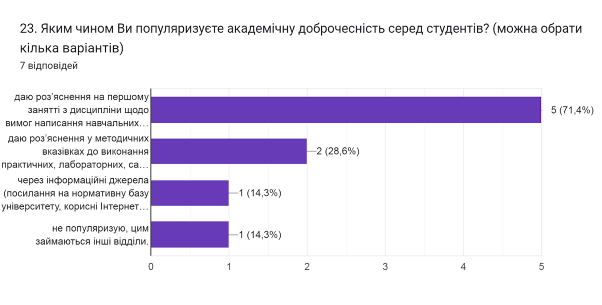 23. Яким чином Ви популяризуєте академічну доброчесність серед студентів? (можна обрати
кілька варіантів)
7 відповідей
даю роз’яснення на першому
занятті з дисципліни щодо
вимог написання навчальних…
5 (71,4%)
даю роз’яснення у методичних
вказівках до виконання
практичних, лабораторних, са…
2 (28,6%)
через інформаційні джерела
(посилання на нормативну базу
університету, корисні Інтернет…
1 (14,3%)
не популяризую, цим
займаються інші відділи.
1 (14,3%)
0 1 2 3 4 5